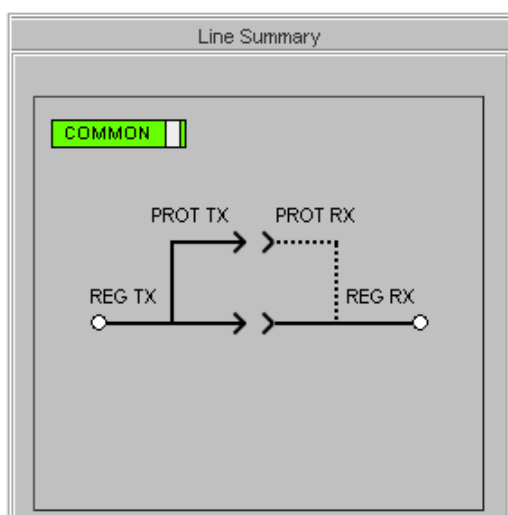 Line Summary
COMMON
PROT TX PROT RX
REG TX REG RX